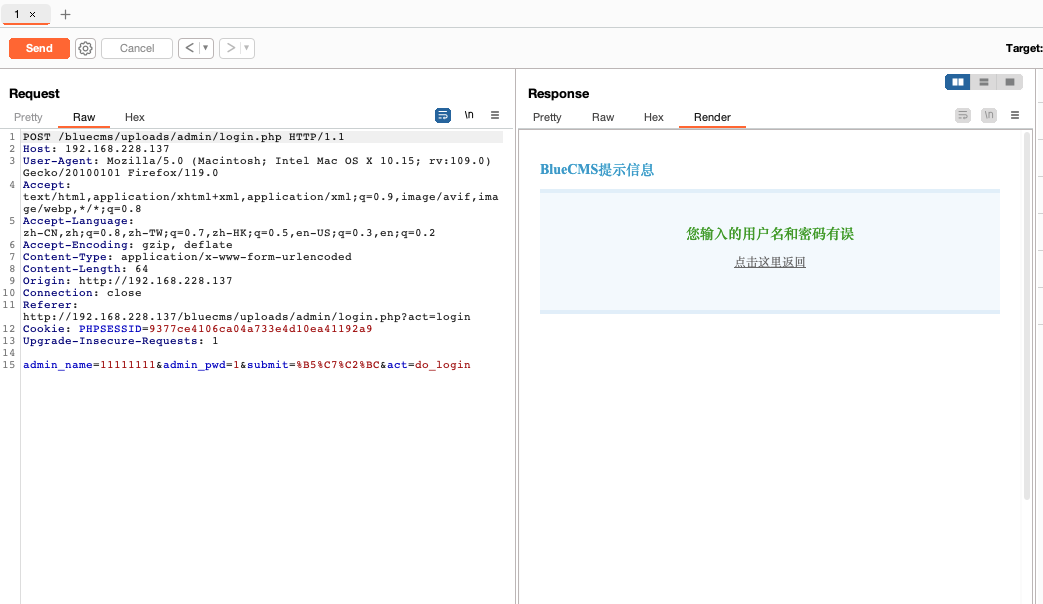 1 ×
+
Send
Cancel
< ▼
> ▼
Target:
Request
Pretty
Raw
Hex
\n
1 POST /bluecms/uploads/admin/login.php HTTP/1.1
2 Host: 192.168.228.137
3 User-Agent: Mozilla/5.0 (Macintosh; Intel Mac OS X 10.15; rv:109.0)
Gecko/20100101 Firefox/119.0
4 Accept:
text/html,application/xhtml+xml,application/xml;q=0.9,image/avif,ima
ge/webp,*/*;q=0.8
5 Accept-Language:
zh-CN,zh;q=0.8,zh-TW;q=0.7,zh-HK;q=0.5,en-US;q=0.3,en;q=0.2
6 Accept-Encoding: gzip, deflate
7 Content-Type: application/x-www-form-urlencoded
8 Content-Length: 64
9 Origin: http://192.168.228.137
10 Connection: close
11 Referer:
http://192.168.228.137/bluecms/uploads/admin/login.php?act=login
12 Cookie: PHPSESSID=9377ce4106ca04a733e4d10ea41192a9
13 Upgrade-Insecure-Requests: 1
14
15 admin_name=11111111&admin_pwd=1&submit=%B5%C7%C2%BC&act=do_login
Response
Pretty
Raw
Hex
Render
\n
BlueCMS提示信息
您输入的用户名和密码有误
点击这里返回